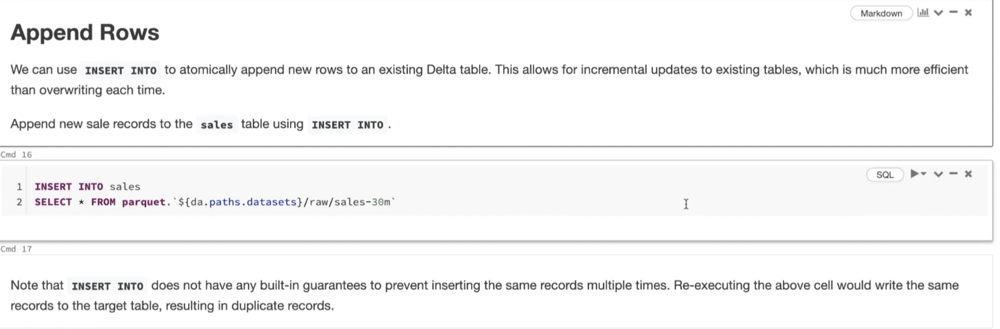 Markdown
Append Rows
We can use INSERT INTO to atomically append new rows to an existing Delta table. This allows for incremental updates to existing tables, which is much more efficient
than overwriting each time.
Append new sale records to the sales table using INSERT INTO .
Cmd 16
SQL
1 INSERT INTO sales
2 SELECT * FROM parquet.`${da.paths.datasets}/raw/sales-30m`
Cmd 17
Note that INSERT INTO does not have any built-in guarantees to prevent inserting the same records multiple times. Re-executing the above cell would write the same
records to the target table, resulting in duplicate records.